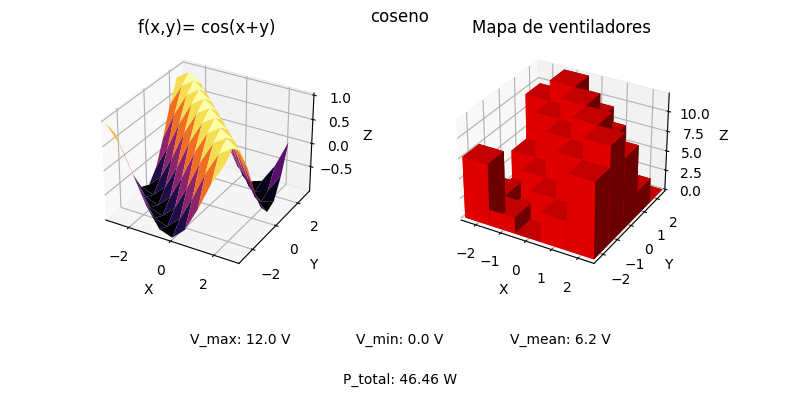 coseno
f(x,y)= cos(x+y)
1.0
0.5
0.0
−0.5
Z
−2
0
2
X
−2
0
2
Y
Mapa de ventiladores
10.0
7.5
5.0
2.5
0.0
Z
−2
−1
0
1
2
X
−2
−1
0
1
2
Y
V_max: 12.0 V
V_min: 0.0 V
V_mean: 6.2 V
P_total: 46.46 W